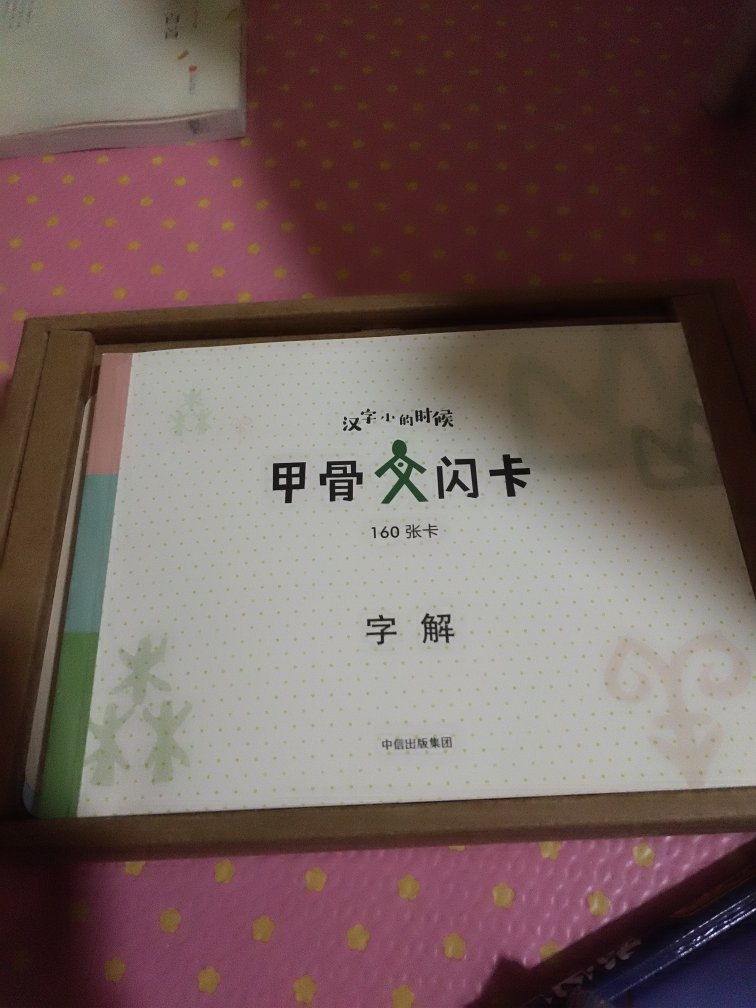 汉字小的时候
甲骨文闪卡
160 张卡
字 解
中信出版集团